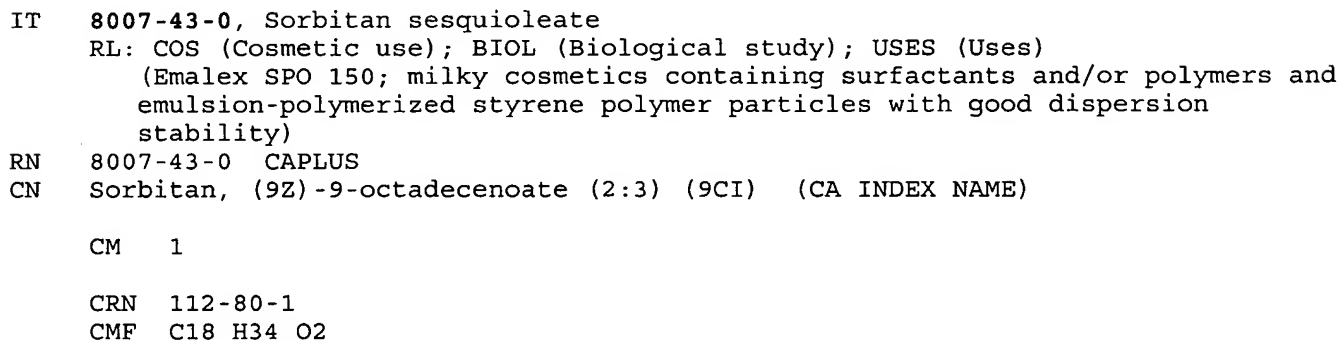 IT 8007-43-0, Sorbitan sesquioleate
RL: COS (Cosmetic use); BIOL (Biological study); USES (Uses)
(Emalex SPO 150; milky cosmetics containing surfactants and/or polymers and
emulsion-polymerized styrene polymer particles with good dispersion
stability)
RN 8007-43-0 CAPLUS
CN Sorbitan, (9Z)-9-octadecenoate (2:3) (9CI) (CA INDEX NAME)
CM 1
CRN 112-80-1
CMF C18 H34 O2